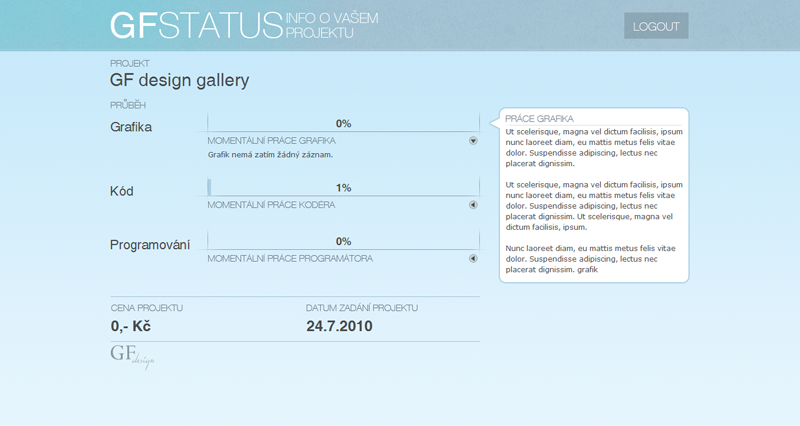 GFSTATUS INFO O VAŠEM
PROJEKTU
LOGOUT
PROJEKT
GF design gallery
PRŮBĚH
Grafika
0%
MOMENTÁLNÍ PRÁCE GRAFIKA
Grafik nemá zatím žádný záznam.
Kód
1%
MOMENTÁLNÍ PRÁCE KODÉRA
Programování
0%
MOMENTÁLNÍ PRÁCE PROGRAMÁTORA
PRÁCE GRAFIKA
Ut scelerisque, magna vel dictum facilisis, ipsum
nunc laoreet diam, eu mattis metus felis vitae
dolor. Suspendisse adipiscing, lectus nec
placerat dignissim.
Ut scelerisque, magna vel dictum facilisis, ipsum
nunc laoreet diam, eu mattis metus felis vitae
dolor. Suspendisse adipiscing, lectus nec
placerat dignissim. Ut scelerisque, magna vel
dictum facilisis, ipsum.
Nunc laoreet diam, eu mattis metus felis vitae
dolor. Suspendisse adipiscing, lectus nec
placerat dignissim. grafik
CENA PROJEKTU
0,- Kč
DATUM ZADÁNÍ PROJEKTU
24.7.2010
GF design